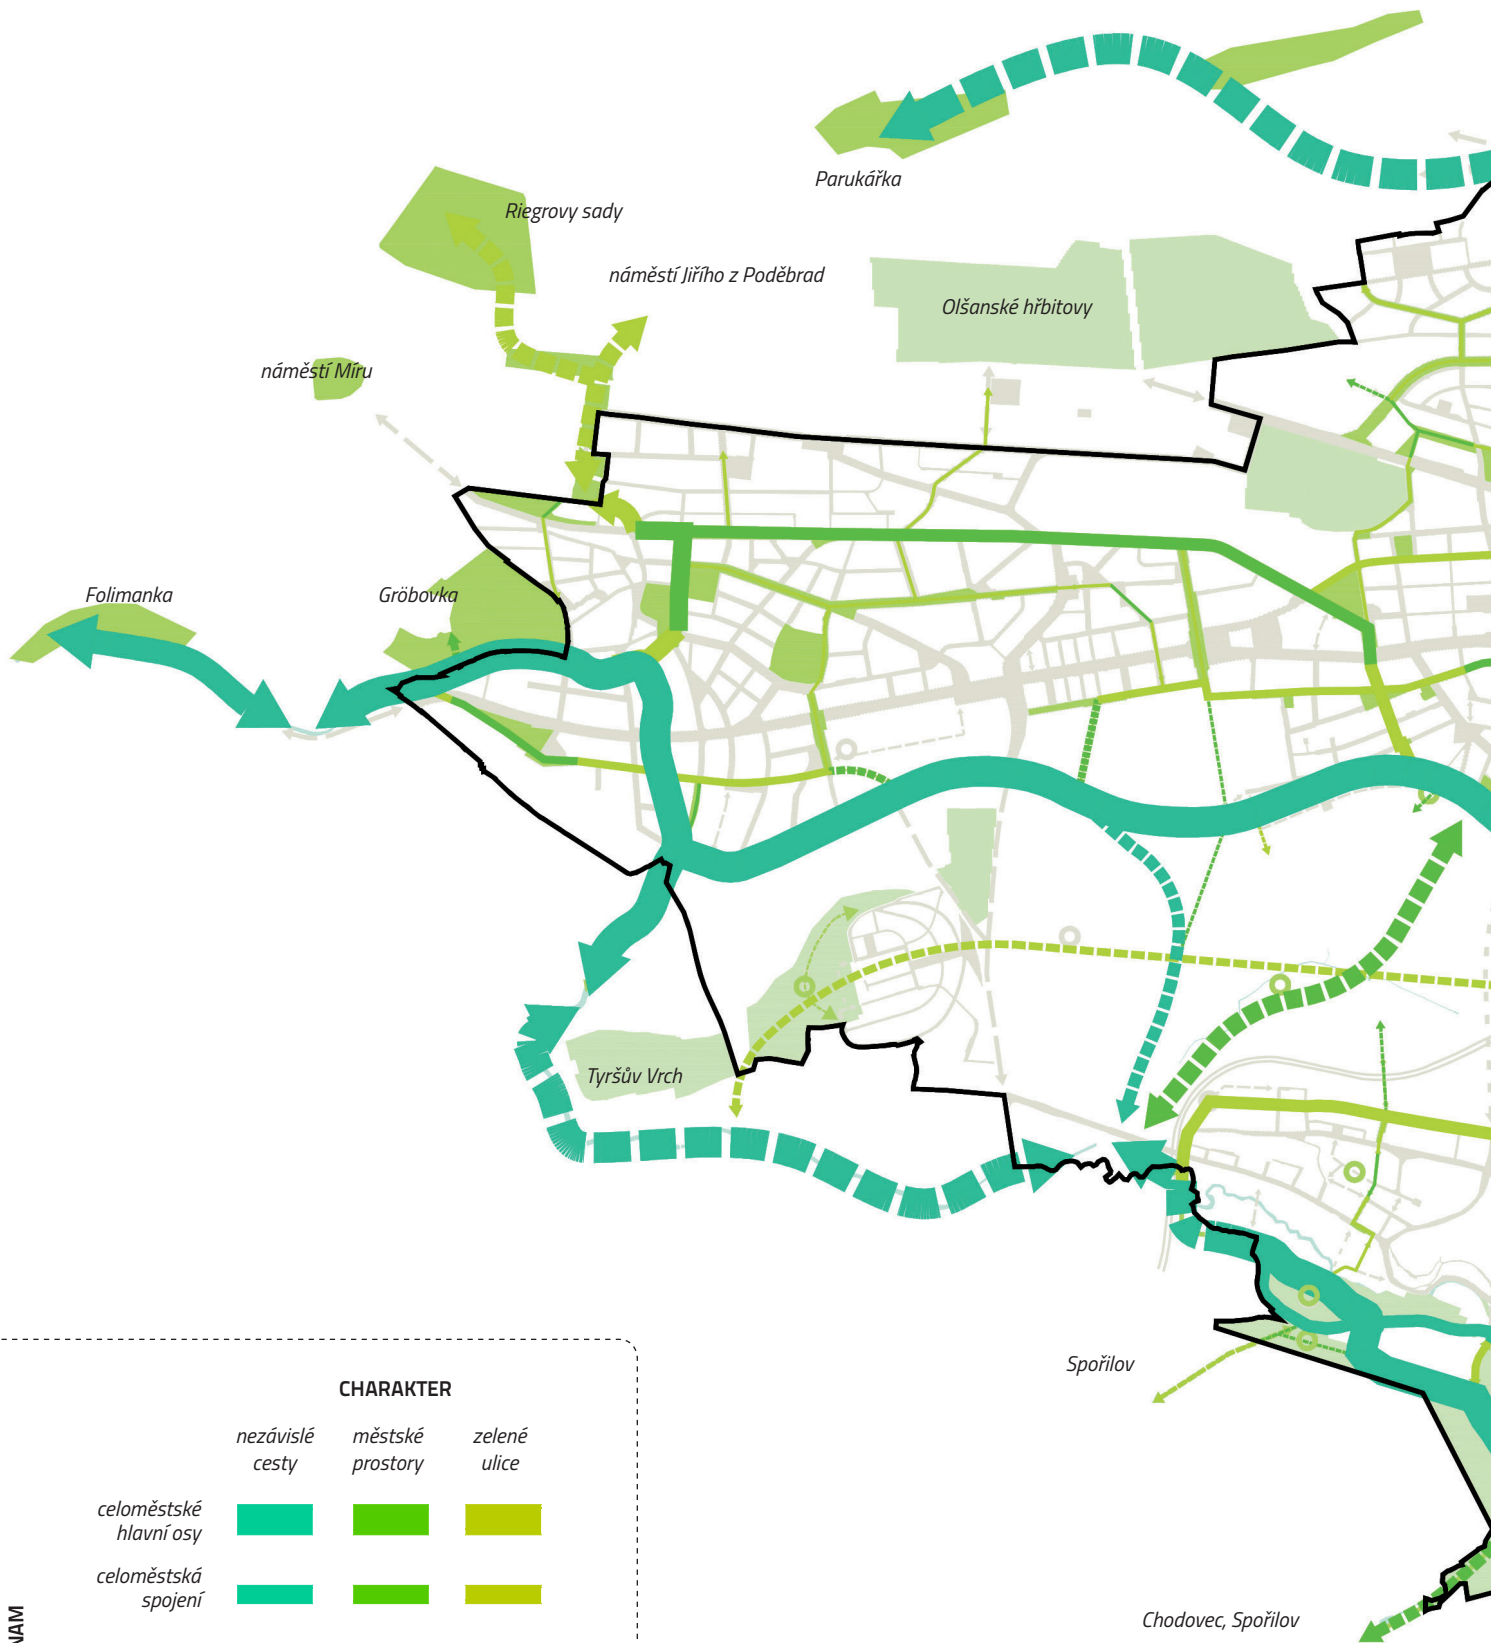 Parukářka
Riegrovy sady
náměstí Jiřího z Poděbrad
Olšanské hřbitovy
náměstí Míru
Folimanka
Gröbovka
Tyršův Vrch
Spořilov
CHARAKTER
nezávislé
cesty
městské
prostory
zelené
ulice
celoměstské
hlavní osy
celoměstská
spojení
Chodovec, Spořilov